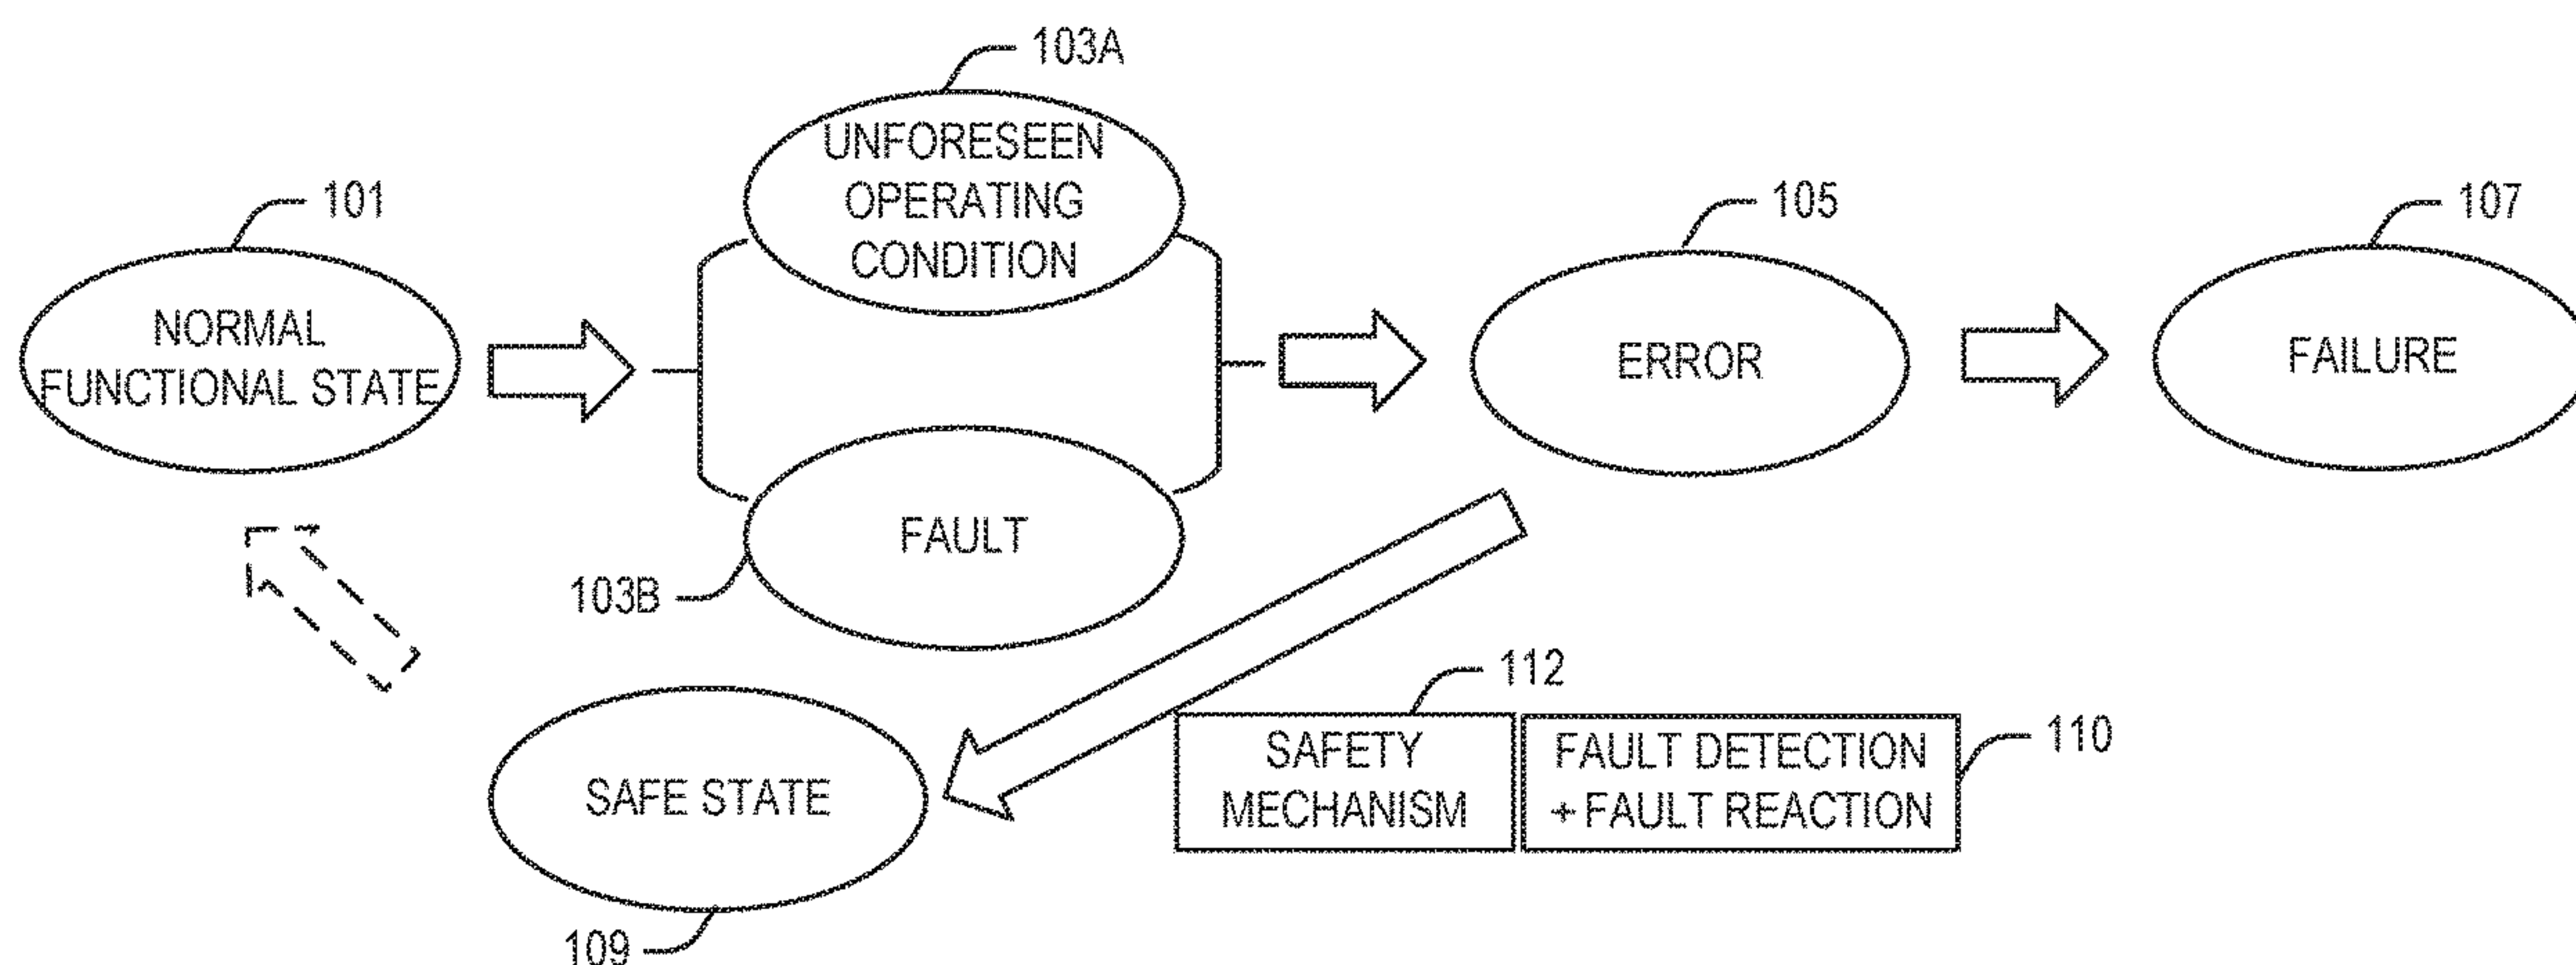 103A
UNFORESEEN
OPERATING
CONDITION
101
NORMAL
FUNCTIONAL STATE
105
ERROR
107
FAILURE
FAULT
103B
112
SAFETY
MECHANISM
FAULT DETECTION
+ FAULT REACTION
110
SAFE STATE
109